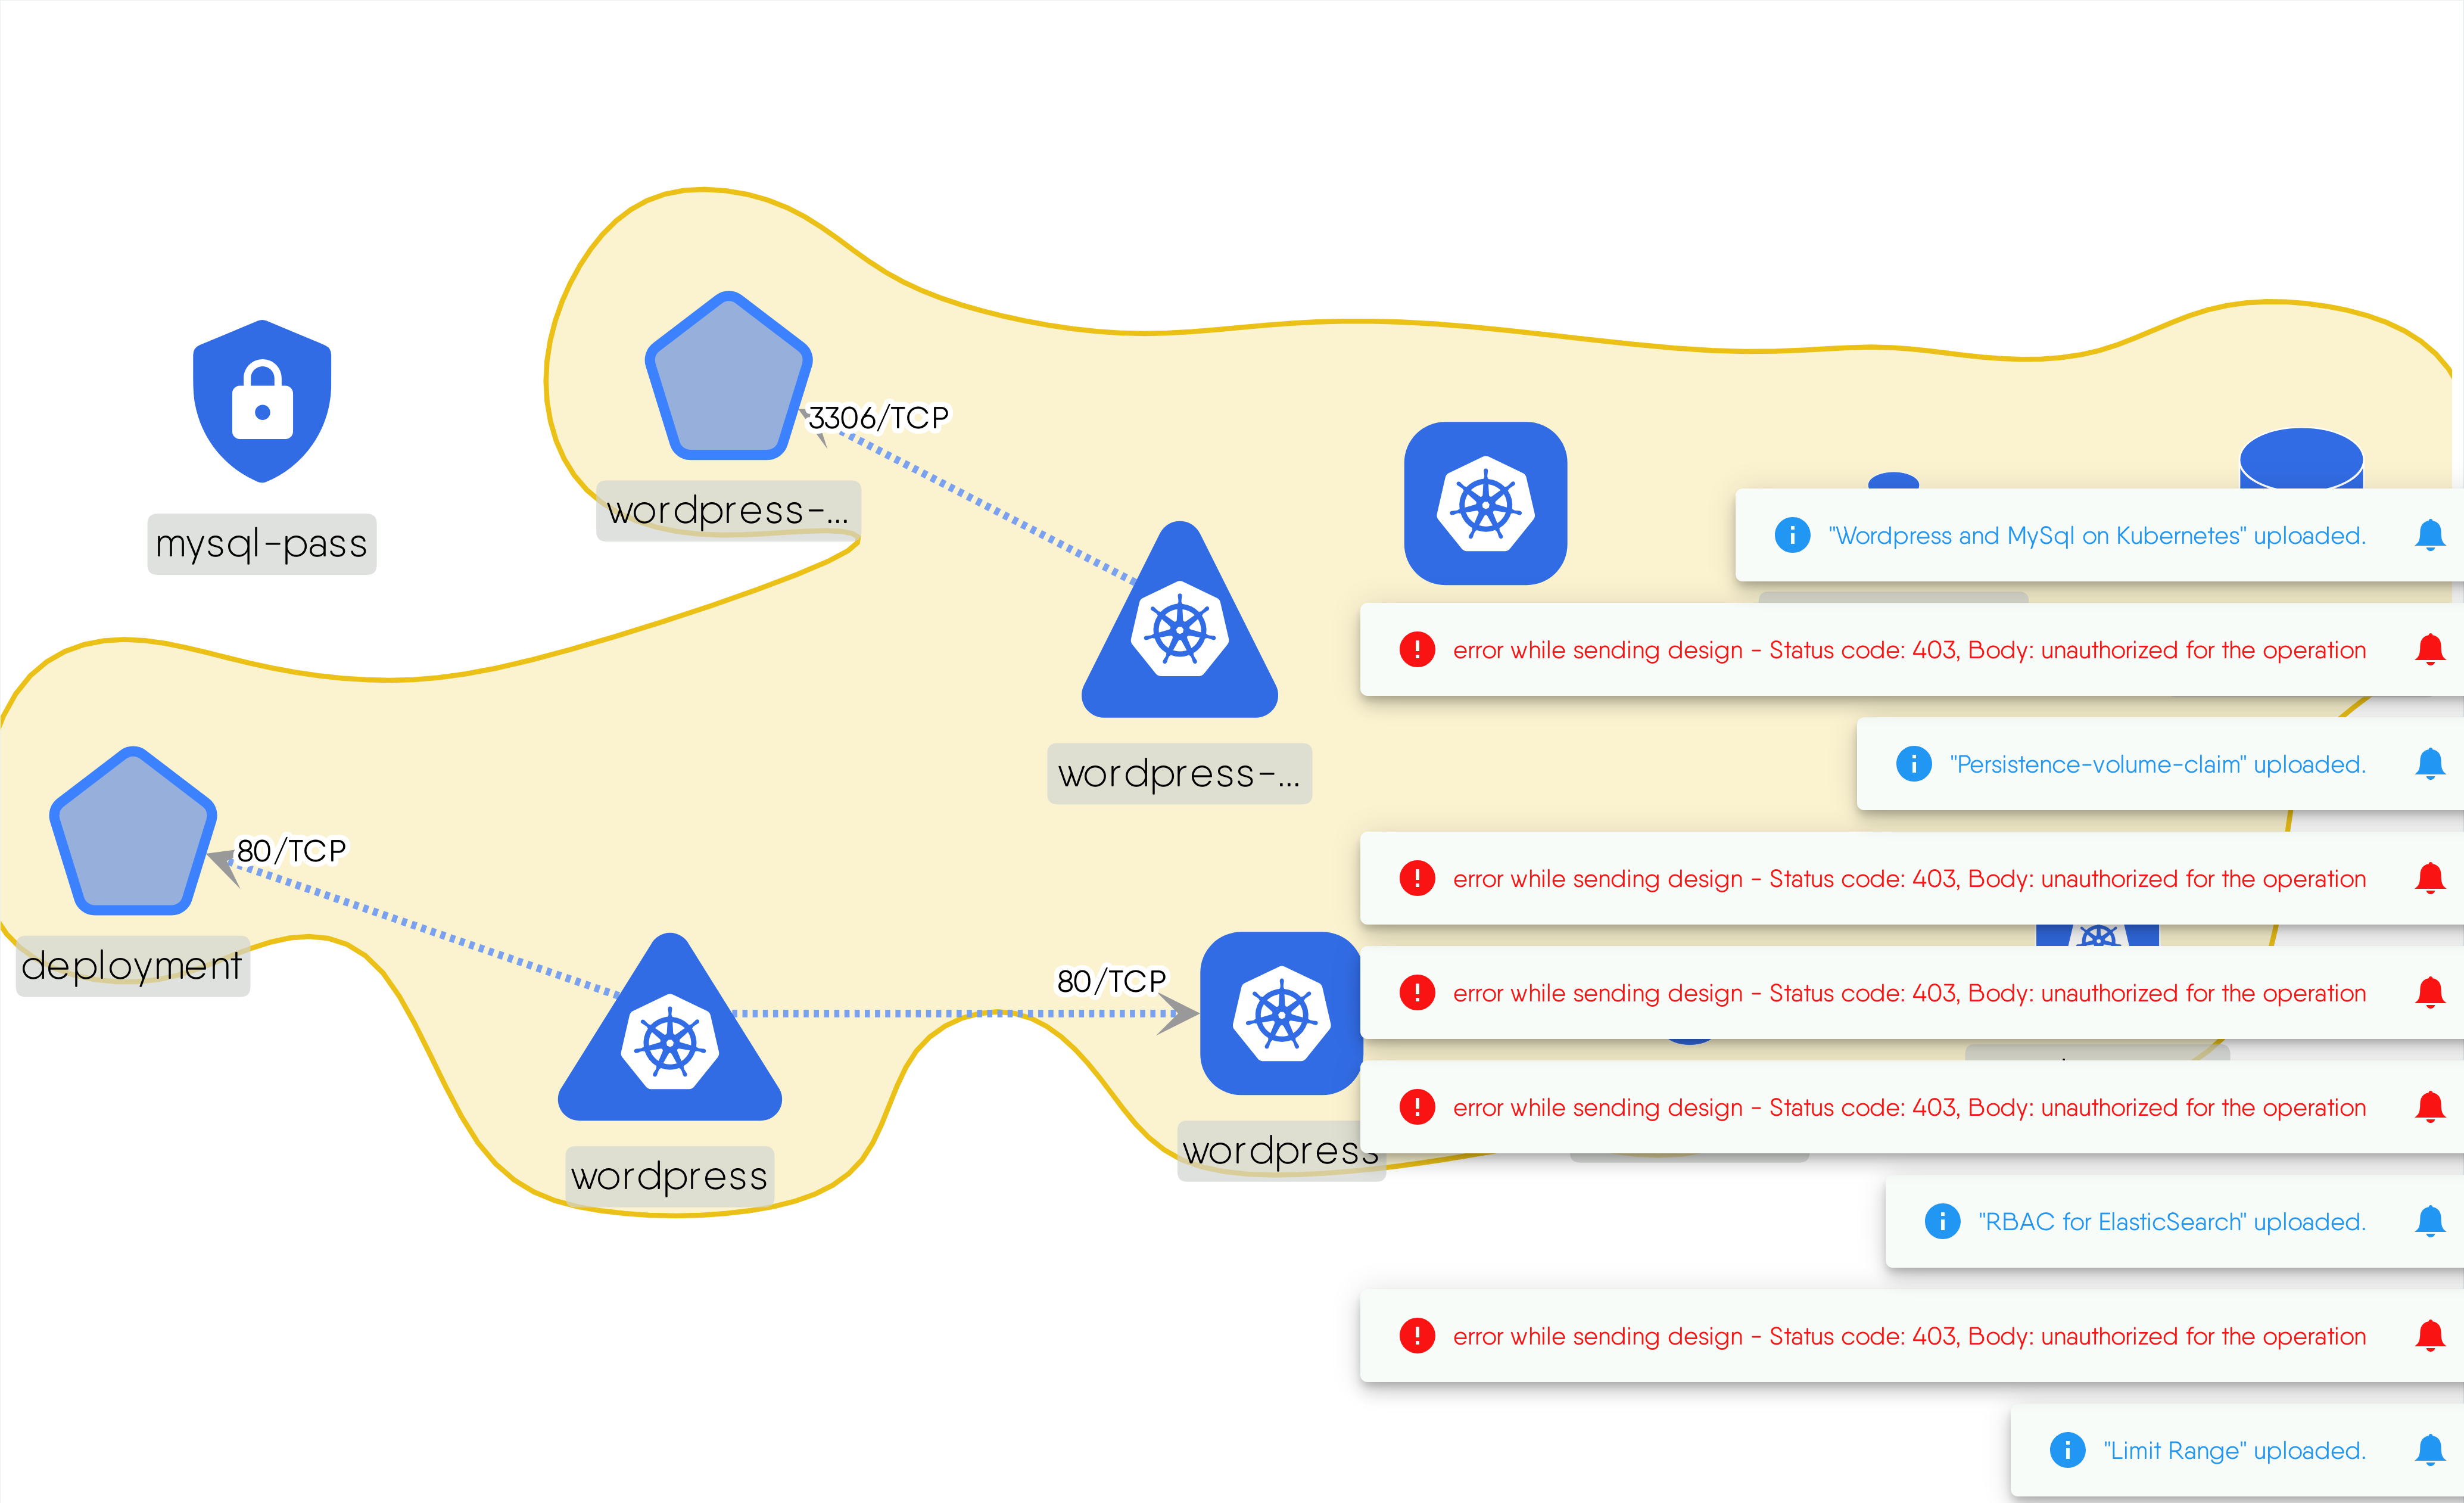 3306/TCP
wordpress-...
mysql-pass
"Wordpress and MySql on Kubernetes" uploaded.
error while sending design - Status code: 403, Body: unauthorized for the operation
wordpress-...
"Persistence-volume-claim" uploaded.
80/TCP
error while sending design - Status code: 403, Body: unauthorized for the operation
deployment
80/TCP
error while sending design - Status code: 403, Body: unauthorized for the operation
error while sending design - Status code: 403, Body: unauthorized for the operation
wordpress
wordpress
"RBAC for ElasticSearch" uploaded.
error while sending design - Status code: 403, Body: unauthorized for the operation
"Limit Range" uploaded.